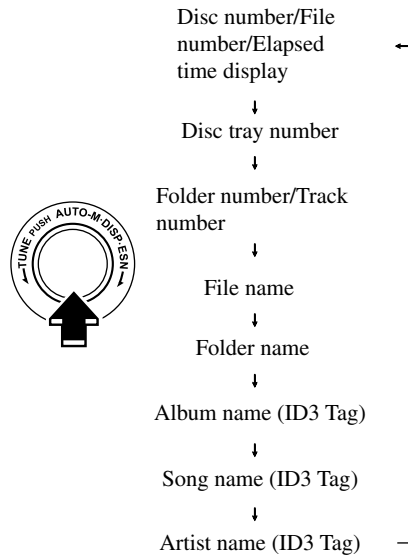 Disc number/File
number/Elapsed
time display
Disc tray number
Folder number/Track
number
TUNE PUSH AUTO-M·DISP·ESN
File name
Folder name
Album name (ID3 Tag)
Song name (ID3 Tag)
Artist name (ID3 Tag)